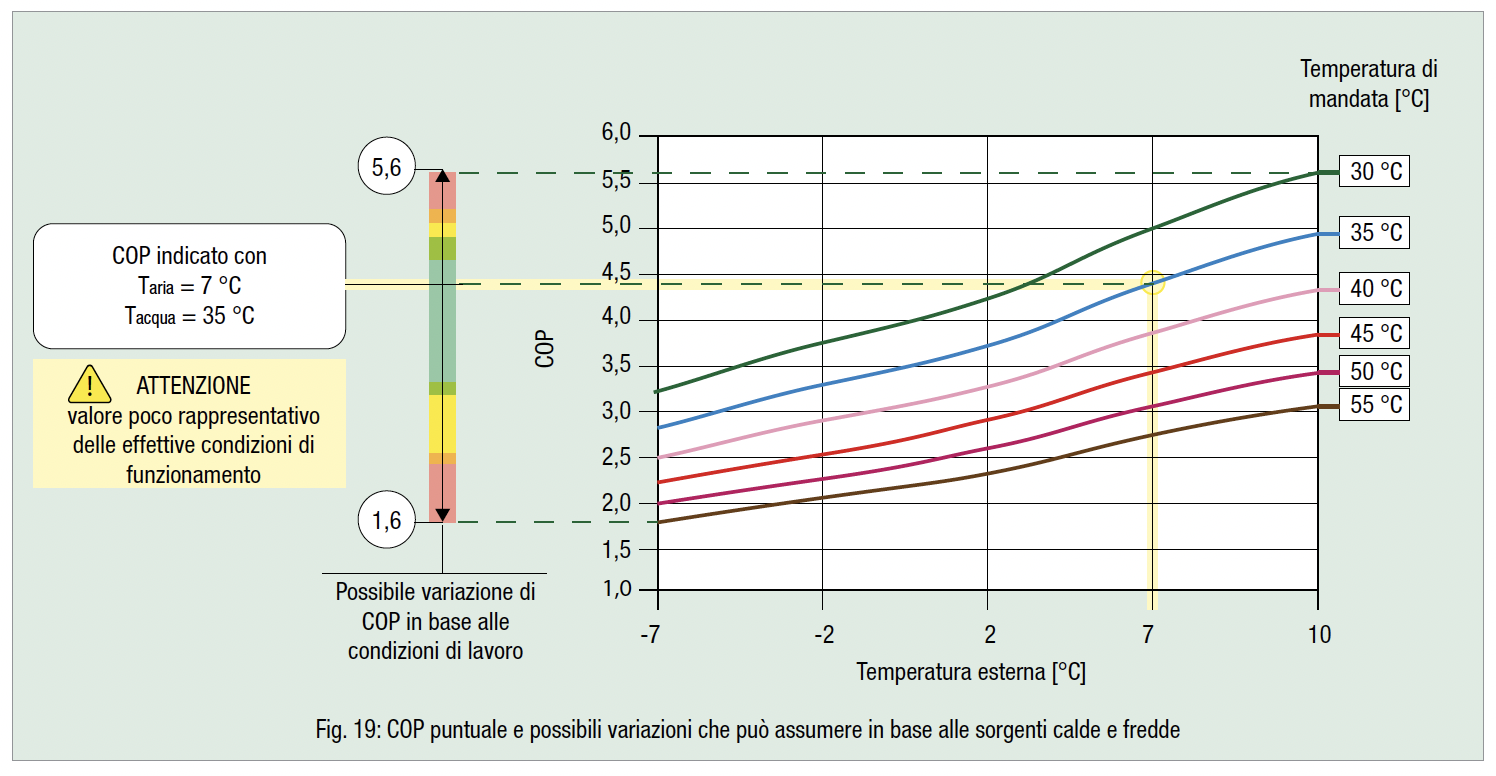 Temperatura di
mandata [°C]
6,0
5,5
5,0
4,5
4,0
3,5
3,0
2,5
2,0
1,5
1,0
COP
30 °C
35 °C
40 °C
45 °C
50 °C
55 °C
-7
-2
2
7
10
Temperatura esterna [°C]
5,6
COP indicato con
Taria = 7 °C
Tacqua = 35 °C
!
ATTENZIONE
valore poco rappresentativo
delle effettive condizioni di
funzionamento
1,6
Possibile variazione di
COP in base alle
condizioni di lavoro
Fig. 19: COP puntuale e possibili variazioni che può assumere in base alle sorgenti calde e fredde